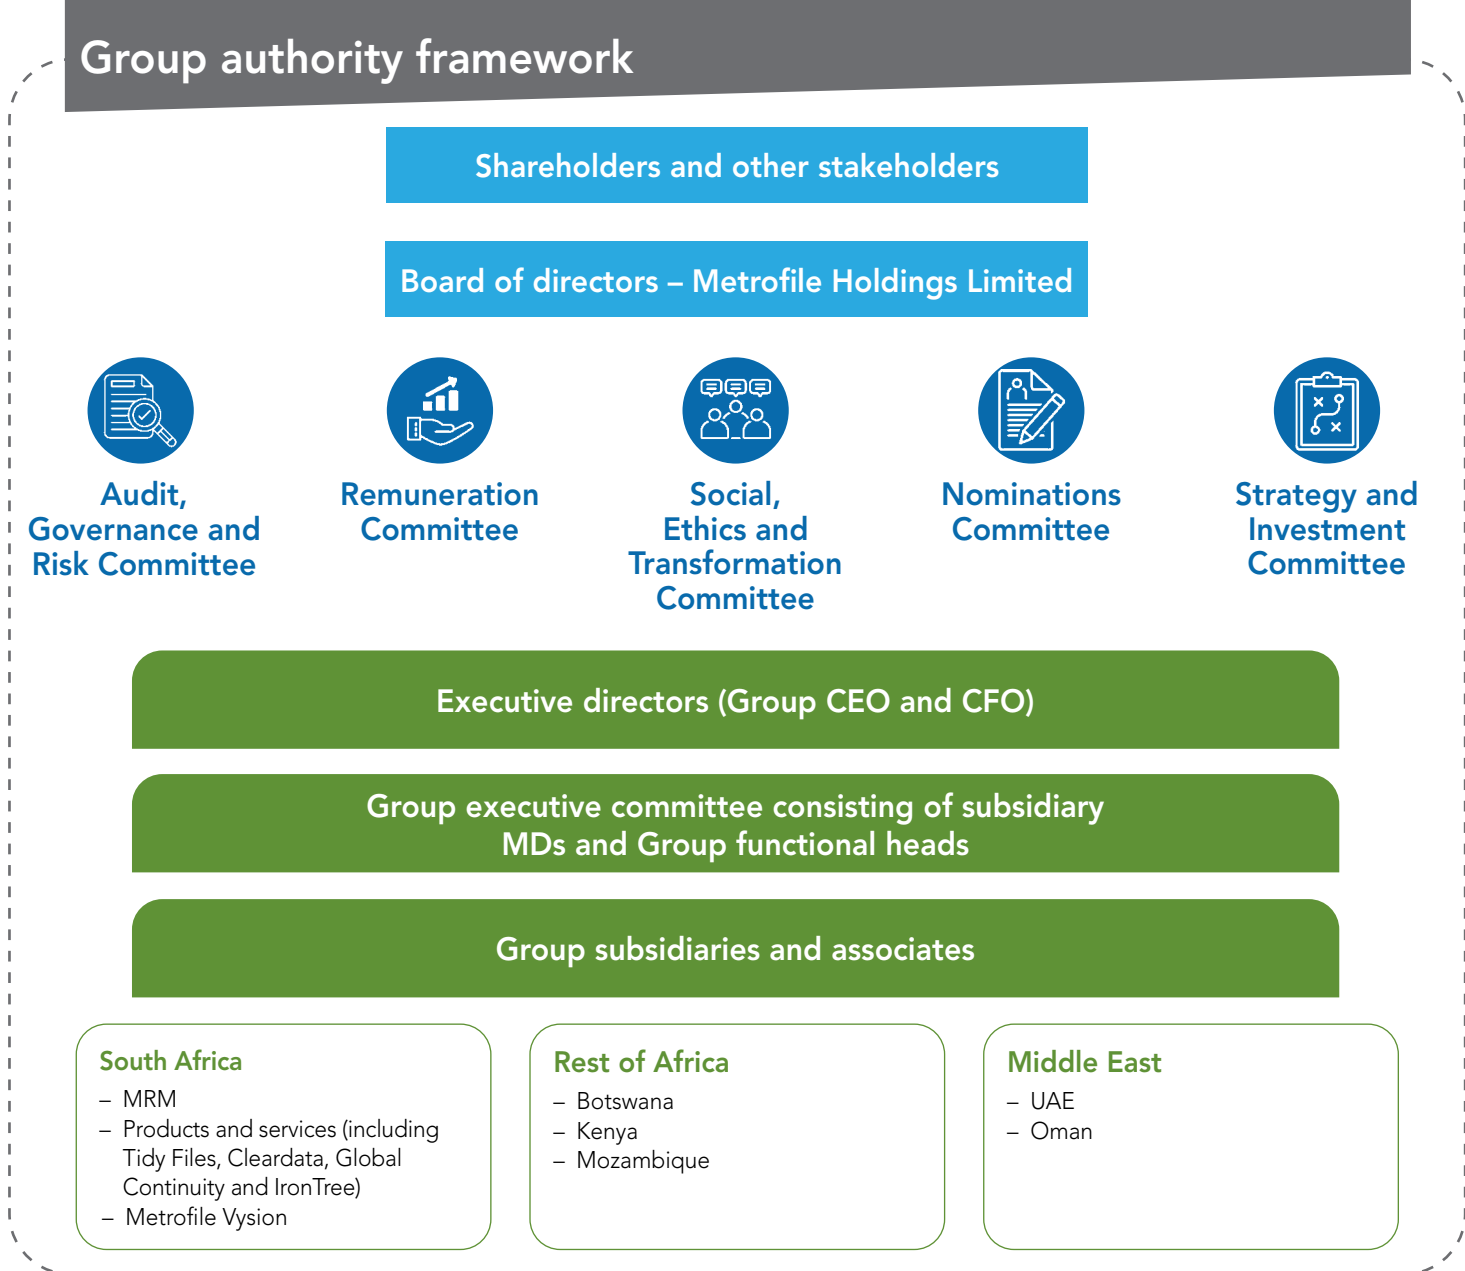 Group authority framework
Shareholders and other stakeholders
Board of directors – Metrofile Holdings Limited
Audit,
Governance and
Risk Committee
Remuneration
Committee
Social,
Ethics and
Transformation
Committee
Nominations
Committee
Strategy and
Investment
Committee
Executive directors (Group CEO and CFO)
Group executive committee consisting of subsidiary
MDs and Group functional heads
Group subsidiaries and associates
South Africa
– MRM
– Products and services (including
Tidy Files, Cleardata, Global
Continuity and IronTree)
– Metrofile Vysion
Rest of Africa
– Botswana
– Kenya
– Mozambique
Middle East
– UAE
– Oman